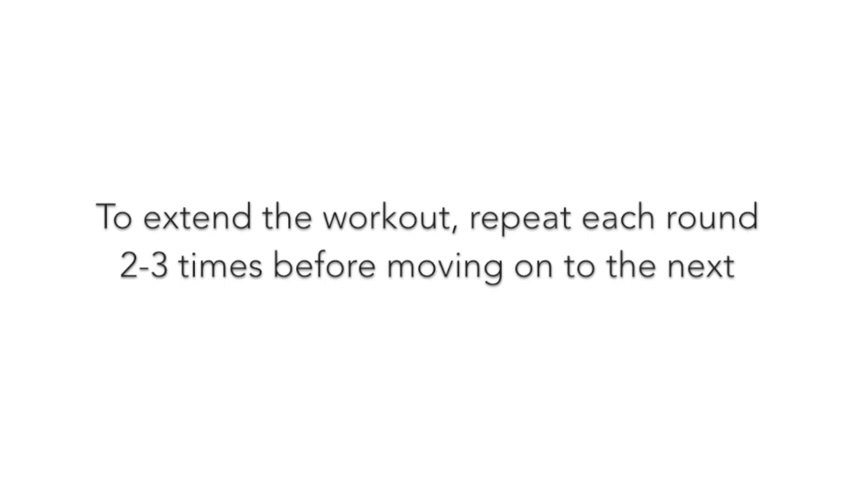 To extend the workout, repeat each round
2-3 times before moving on to the next